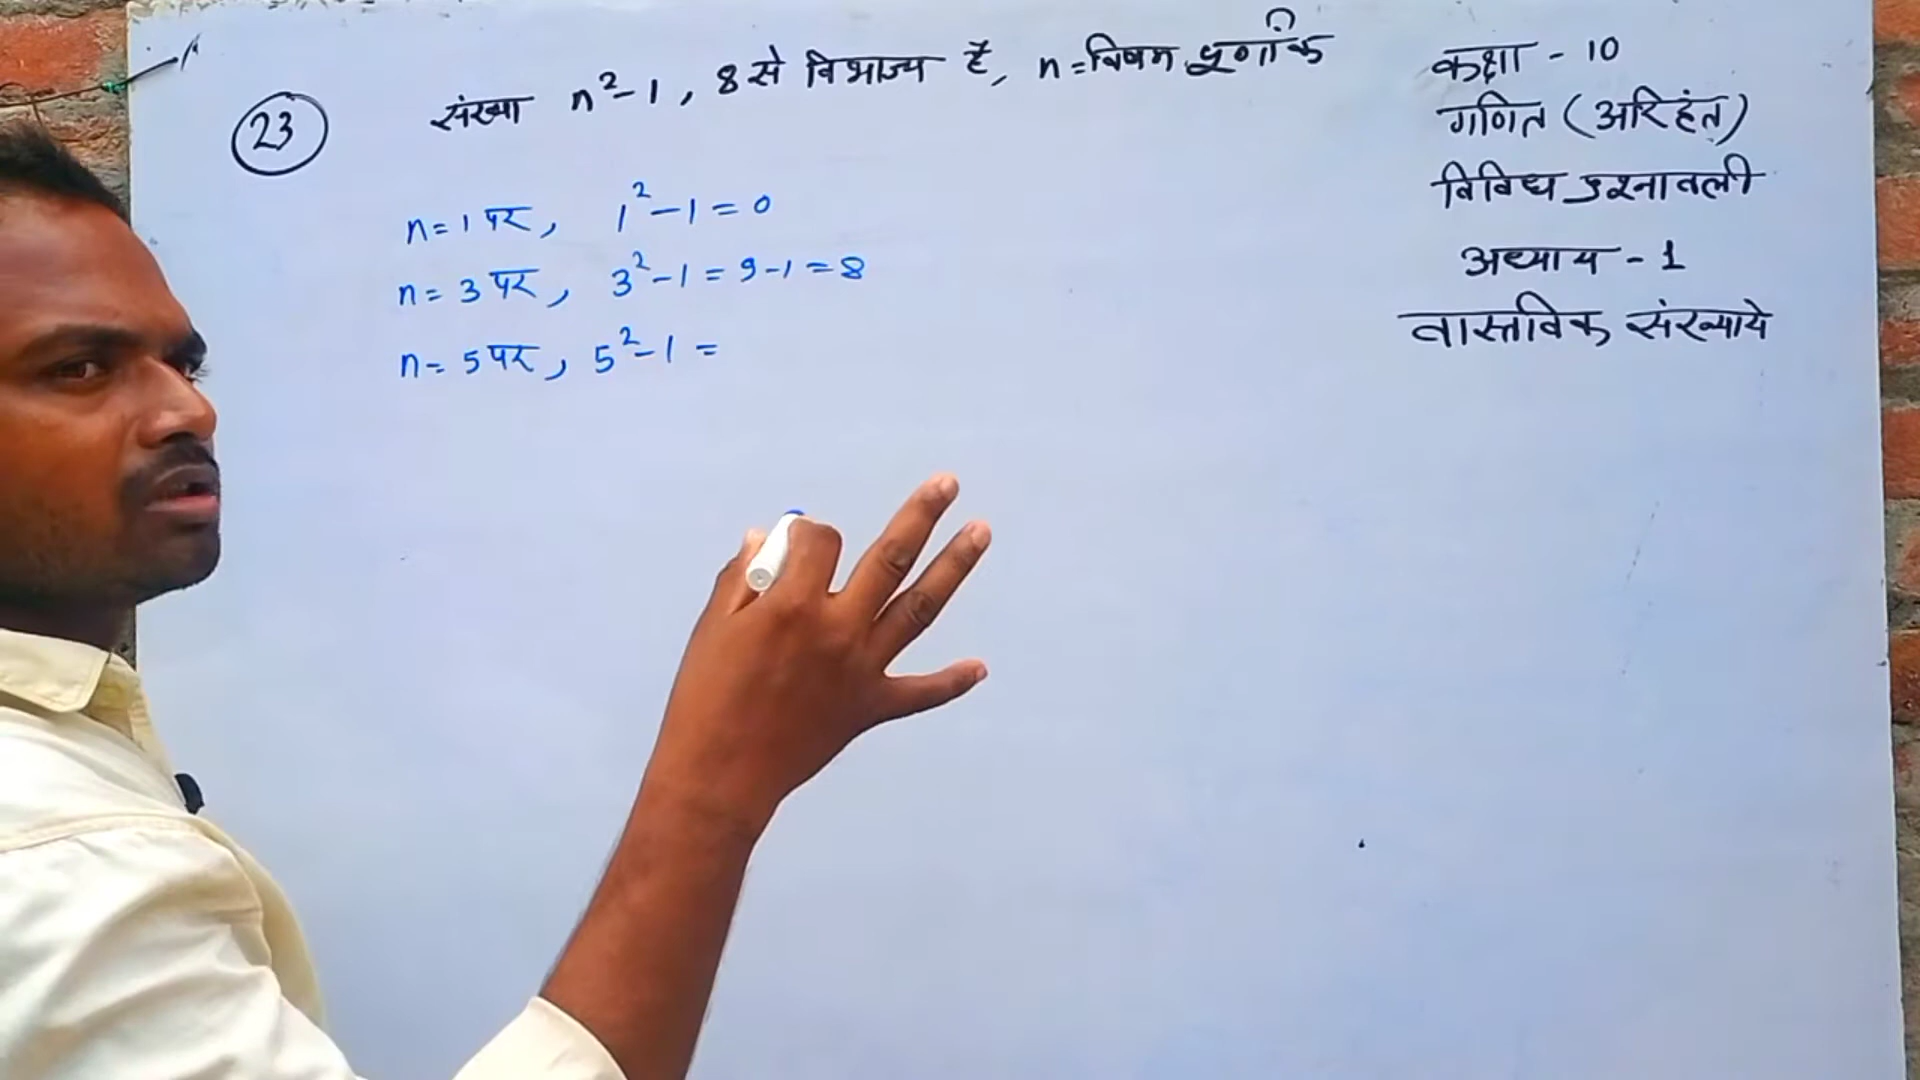 (23) संख्या n²-1, 8 से विभाज्य है, n = विषम पूर्णांक
n = 1 पर, 1² - 1 = 0
n = 3 पर, 3² - 1 = 9 - 1 = 8
n = 5 पर, 5² - 1 =
कक्षा - 10
गणित (अरिहंत)
विविध प्रश्नावली
अध्याय - 1
वास्तविक संख्याये